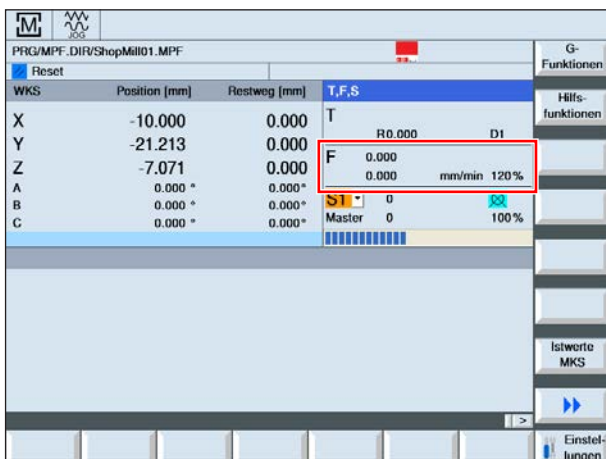 M JOG
PRG/MPF.DIR/ShopMill01.MPF
Reset
WKS Position [mm] Restweg [mm]
X -10.000 0.000
Y -21.213 0.000
Z -7.071 0.000
A 0.000 ° 0.000°
B 0.000 ° 0.000°
C 0.000 ° 0.000°
T,F,S
T
R0.000 D1
F 0.000
0.000 mm/min 120%
S1 0
Master 0 100%
>
G-
Funktionen
Hilfs-
funktionen
Istwerte
MKS
Einstel-
lungen